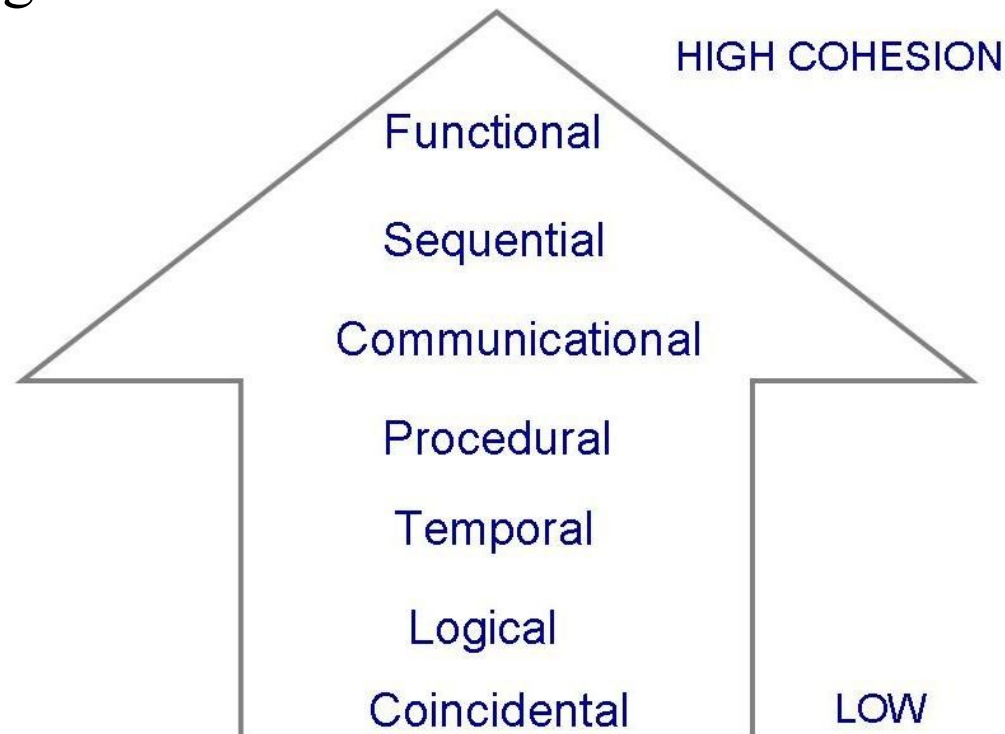 g
HIGH COHESION
Functional
Sequential
Communicational
Procedural
Temporal
Logical
Coincidental LOW